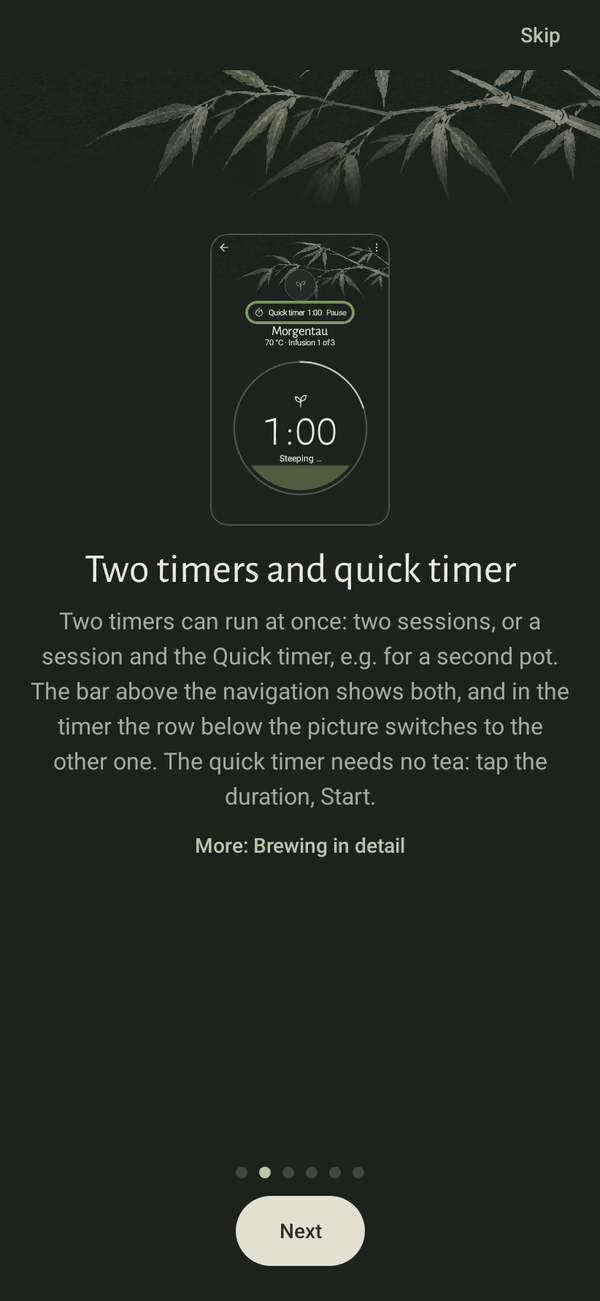 Skip
Quick timer 1:00 Pause
Morgentau
70 °C · Infusion 1 of 3
1:00
Steeping ...
Two timers and quick timer
Two timers can run at once: two sessions, or a
session and the Quick timer, e.g. for a second pot.
The bar above the navigation shows both, and in the
timer the row below the picture switches to the
other one. The quick timer needs no tea: tap the
duration, Start.
More: Brewing in detail
Next